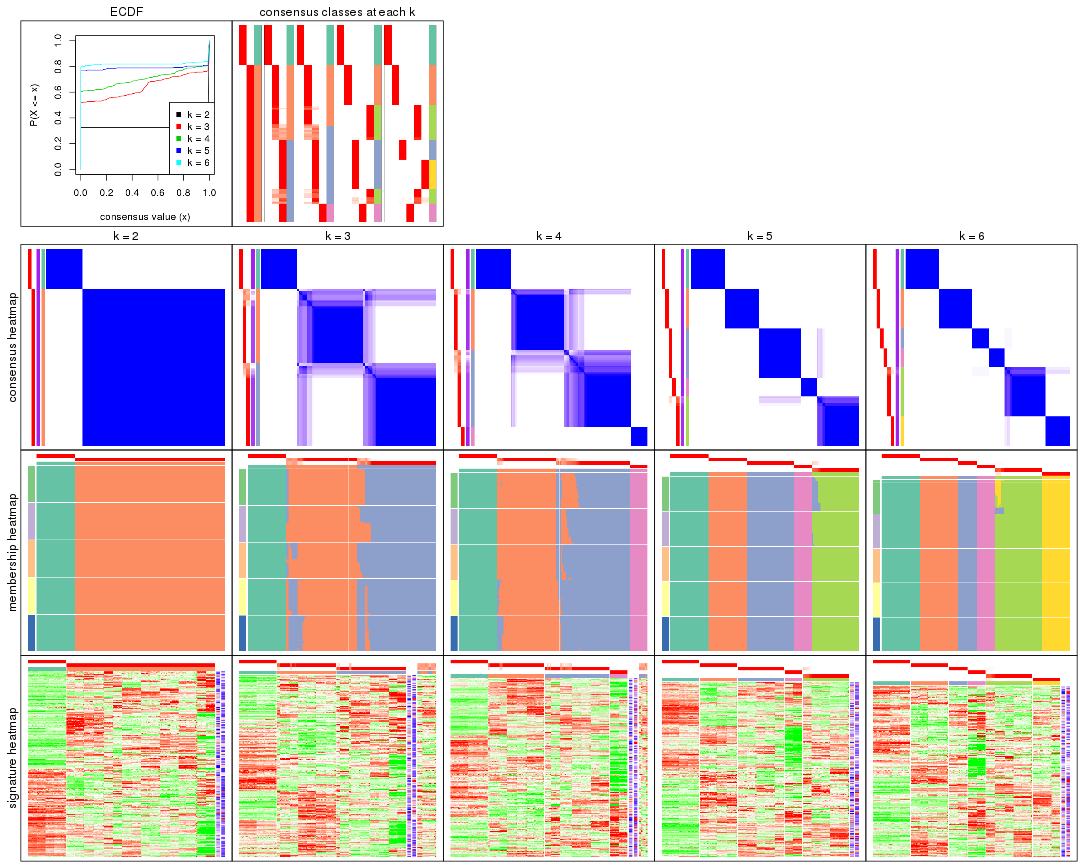 ECDF
consensus classes at each k
P(X <= x)
0.0 0.2 0.4 0.6 0.8 1.0
k = 2
k = 3
k = 4
k = 5
k = 6
0.0 0.2 0.4 0.6 0.8 1.0
consensus value (x)
k = 2
k = 3
k = 4
k = 5
k = 6
consensus heatmap
membership heatmap
signature heatmap